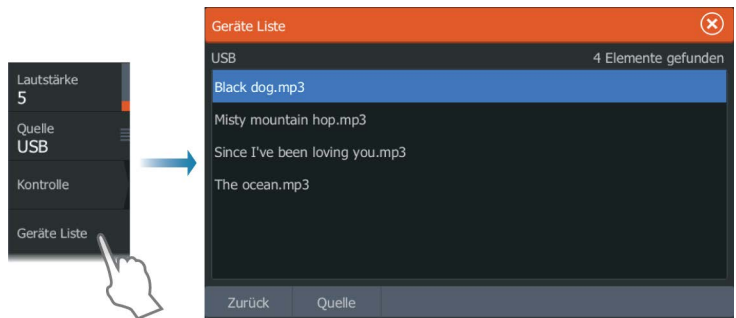 Lautstärke
5
Quelle
USB
Kontrolle
Geräte Liste
Geräte Liste
USB 4 Elemente gefunden
Black dog.mp3
Misty mountain hop.mp3
Since I've been loving you.mp3
The ocean.mp3
Zurück Quelle